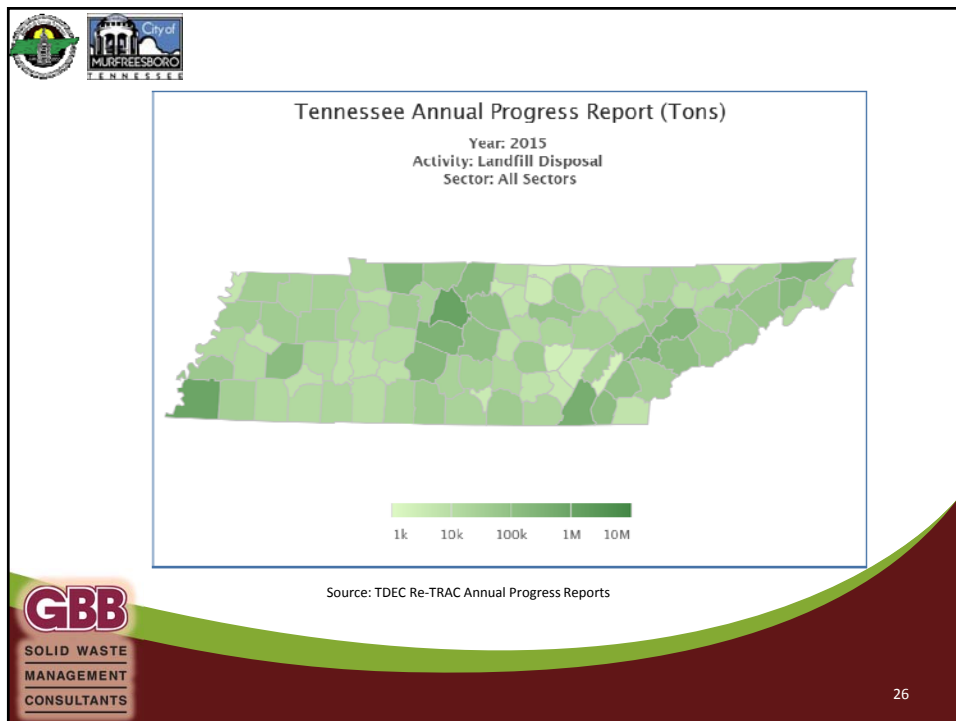 City of
MURFREESBORO
TENNESSEE
Tennessee Annual Progress Report (Tons)
Year: 2015
Activity: Landfill Disposal
Sector: All Sectors
1k 10k 100k 1M 10M
Source: TDEC Re-TRAC Annual Progress Reports
GBB
SOLID WASTE
MANAGEMENT
CONSULTANTS
26